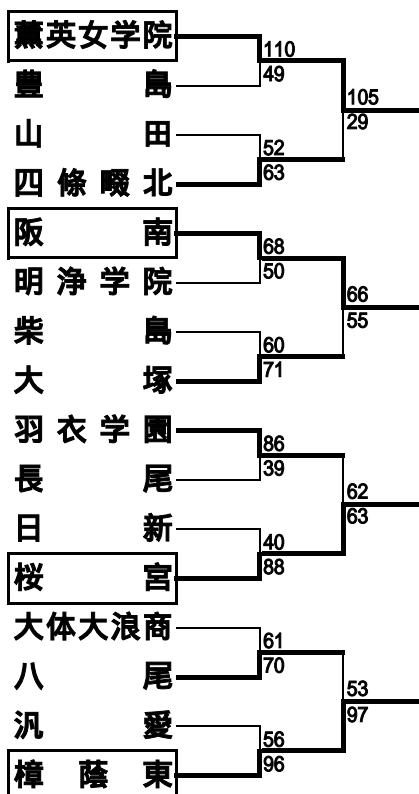 薫英女学院
110
49
豊島
105
29
山田
52
63
四條畷北
阪南
68
50
明浄学院
66
55
柴島
60
71
大塚
羽衣学園
86
39
長尾
62
63
日新
40
88
桜宮
大体大浪商
61
70
八尾
53
97
汎愛
56
96
樟蔭東